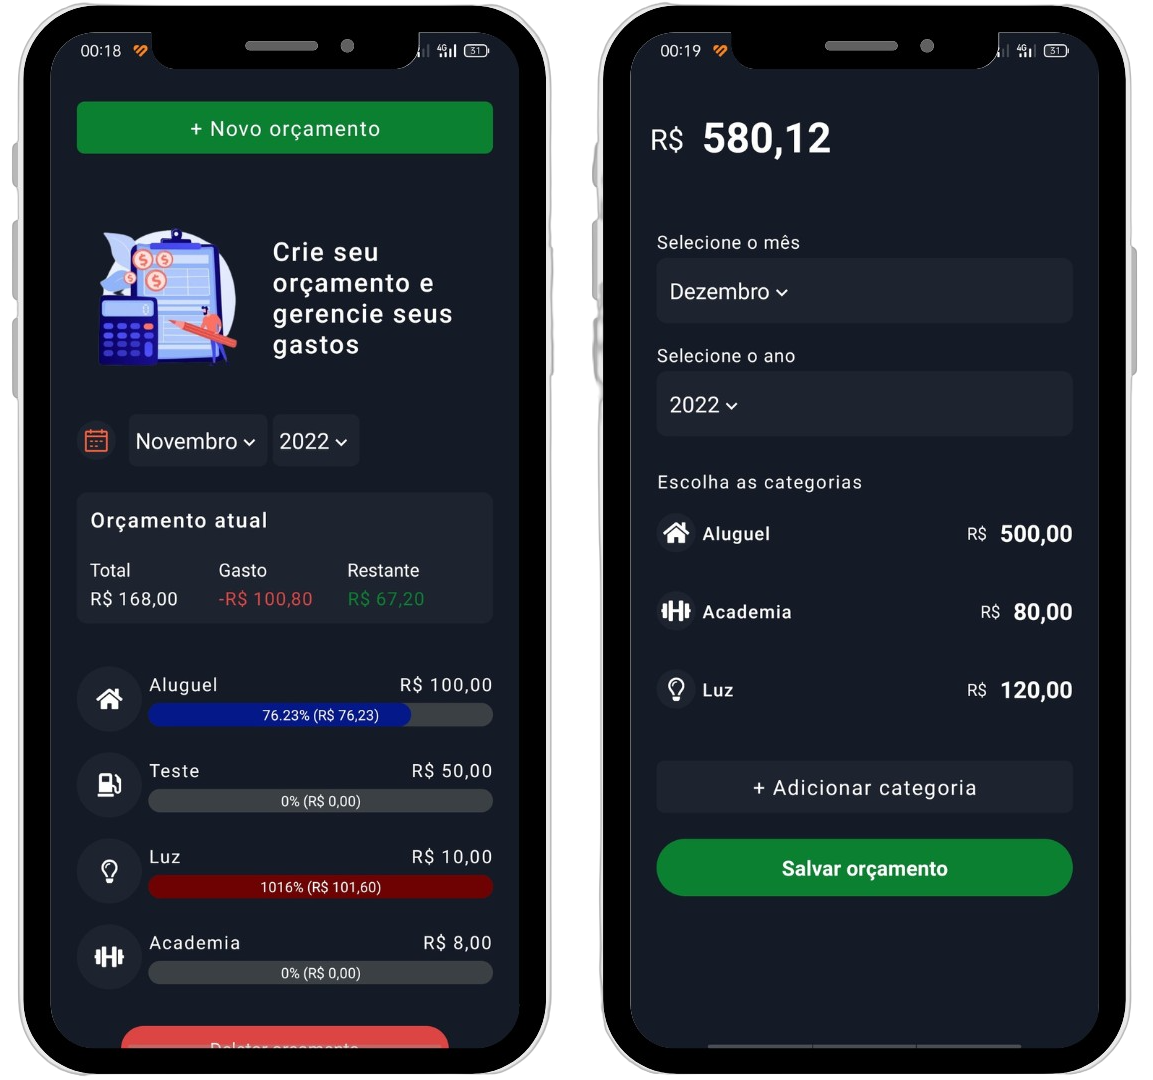 00:18
4G
31
+ Novo orçamento
Crie seu
orçamento e
gerencie seus
gastos
Novembro
2022
Orçamento atual
Total
Gasto
Restante
R$ 168,00
-R$ 100,80
R$ 67,20
Aluguel
R$ 100,00
76.23% (R$ 76,23)
Teste
R$ 50,00
0% (R$ 0,00)
Luz
R$ 10,00
1016% (R$ 101,60)
Academia
R$ 8,00
0% (R$ 0,00)
Deletar orçamento
00:19
4G
31
R$ 580,12
Selecione o mês
Dezembro
Selecione o ano
2022
Escolha as categorias
Aluguel
R$ 500,00
Academia
R$ 80,00
Luz
R$ 120,00
+ Adicionar categoria
Salvar orçamento